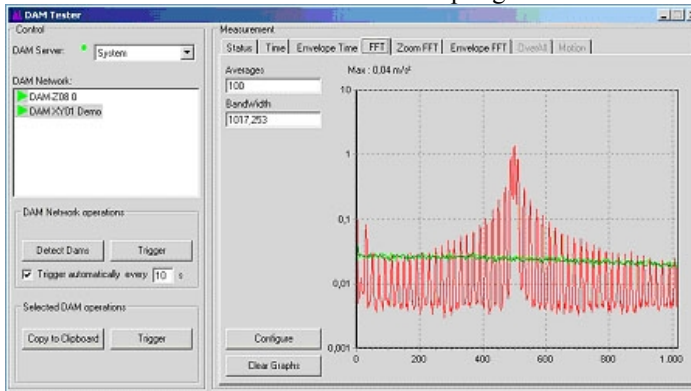 DAM Tester
Control
DAM Server:
System
DAM Network:
DAM-Z08 0
DAM-XY01 Demo
DAM Network operations
Detect Dams
Trigger
Trigger automatically every 10 s
Selected DAM operations
Copy to Clipboard
Trigger
Measurement
Status
Time
Envelope Time
FFT
Zoom FFT
Envelope FFT
Overall
Motion
Averages
100
BandWidth
1017,253
Configure
Clear Graphs
Max : 0,04 m/s²
10
1
0,1
0,01
0,001
0 200 400 600 800 1.000